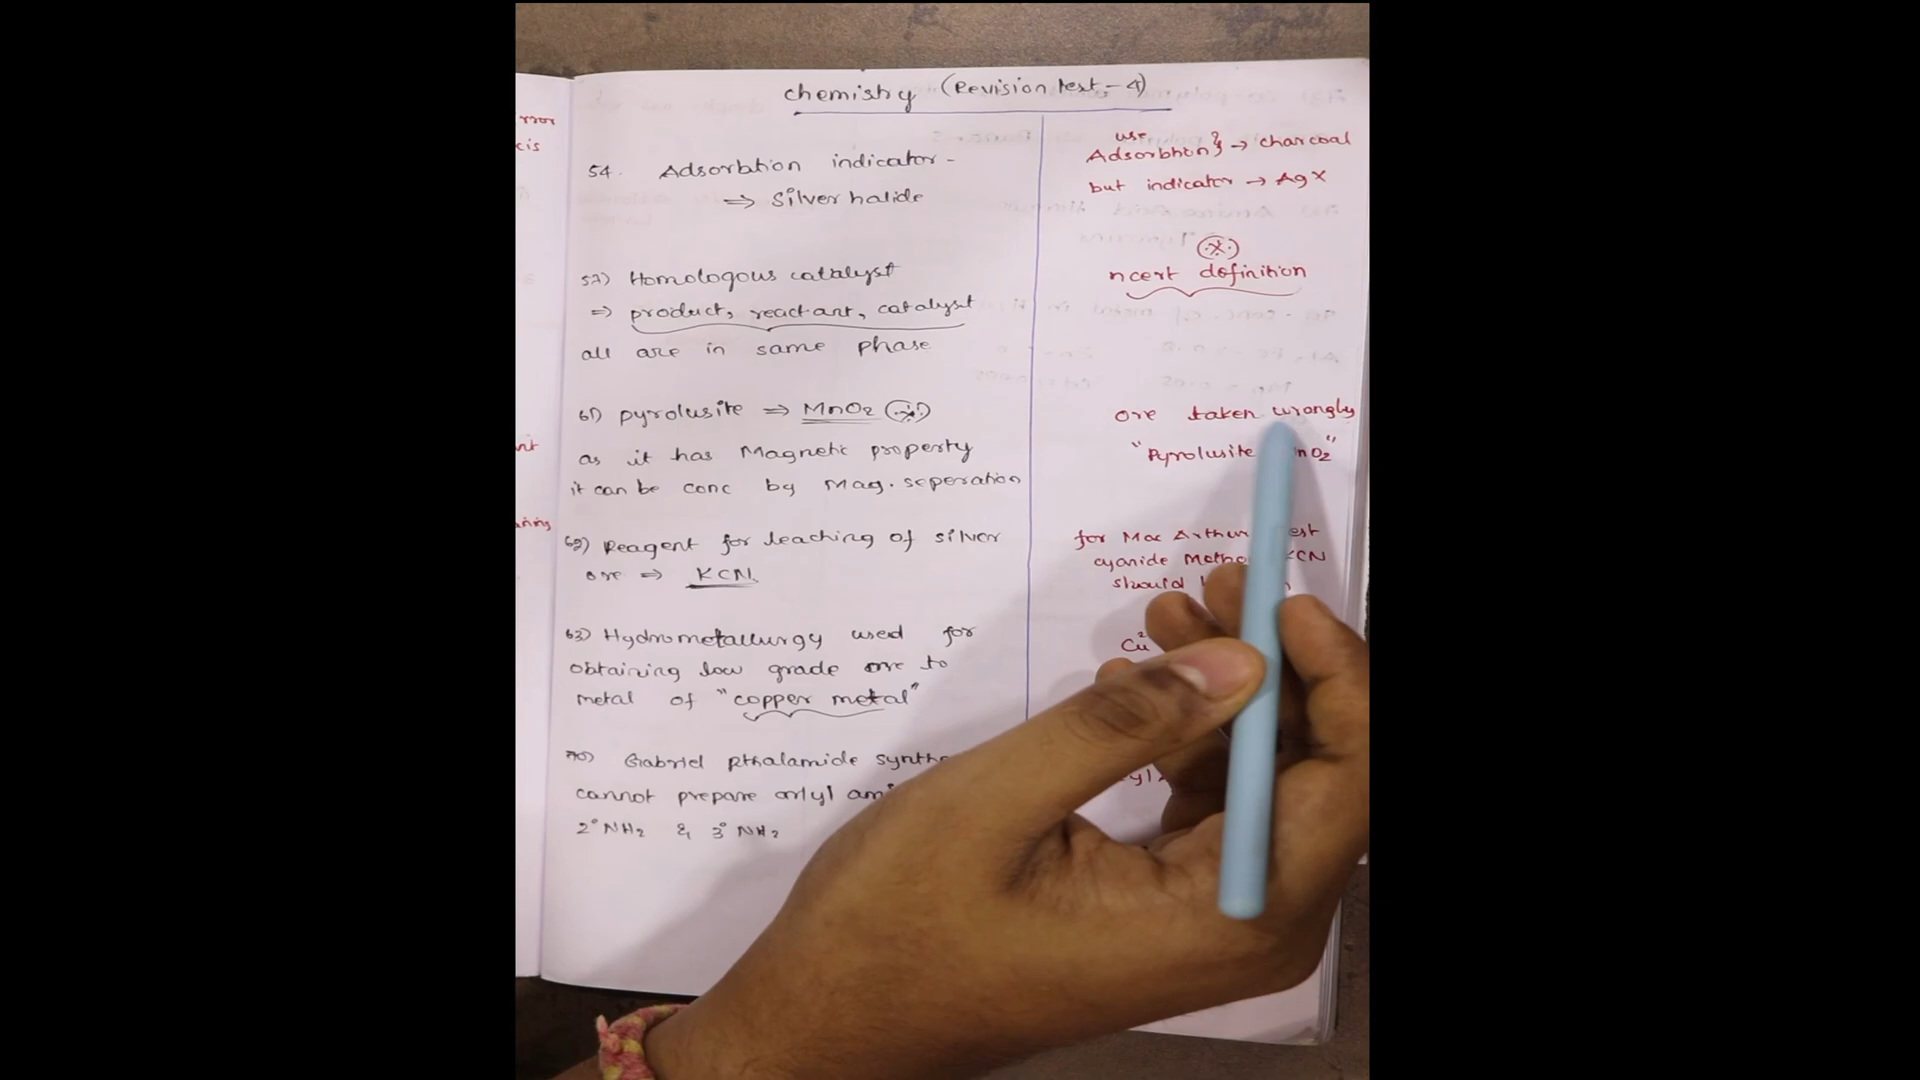 chemistry (Revision test - 4)
54. Adsorbtion indicator -
⇒ Silver halide
57) Homologous catalyst
⇒ product, reactant, catalyst
all are in same phase
61) pyrolusite ⇒ MnO2
as it has Magnetic property
it can be conc by Mag. seperation
62) Reagent for leaching of silver
ore ⇒ KCN
63) Hydrometallurgy used for
obtaining low grade ore to
metal of "copper metal"
70) Gabriel pthalamide
cannot prepare aryl
2° NH2 & 3° NH2
error
use
Adsorbtion } → charcoal
but indicator → AgX
ncert definition
ore taken wrongly
"Pyrolusite
for Mac Arthur
cyanide KCN
should
Cu2